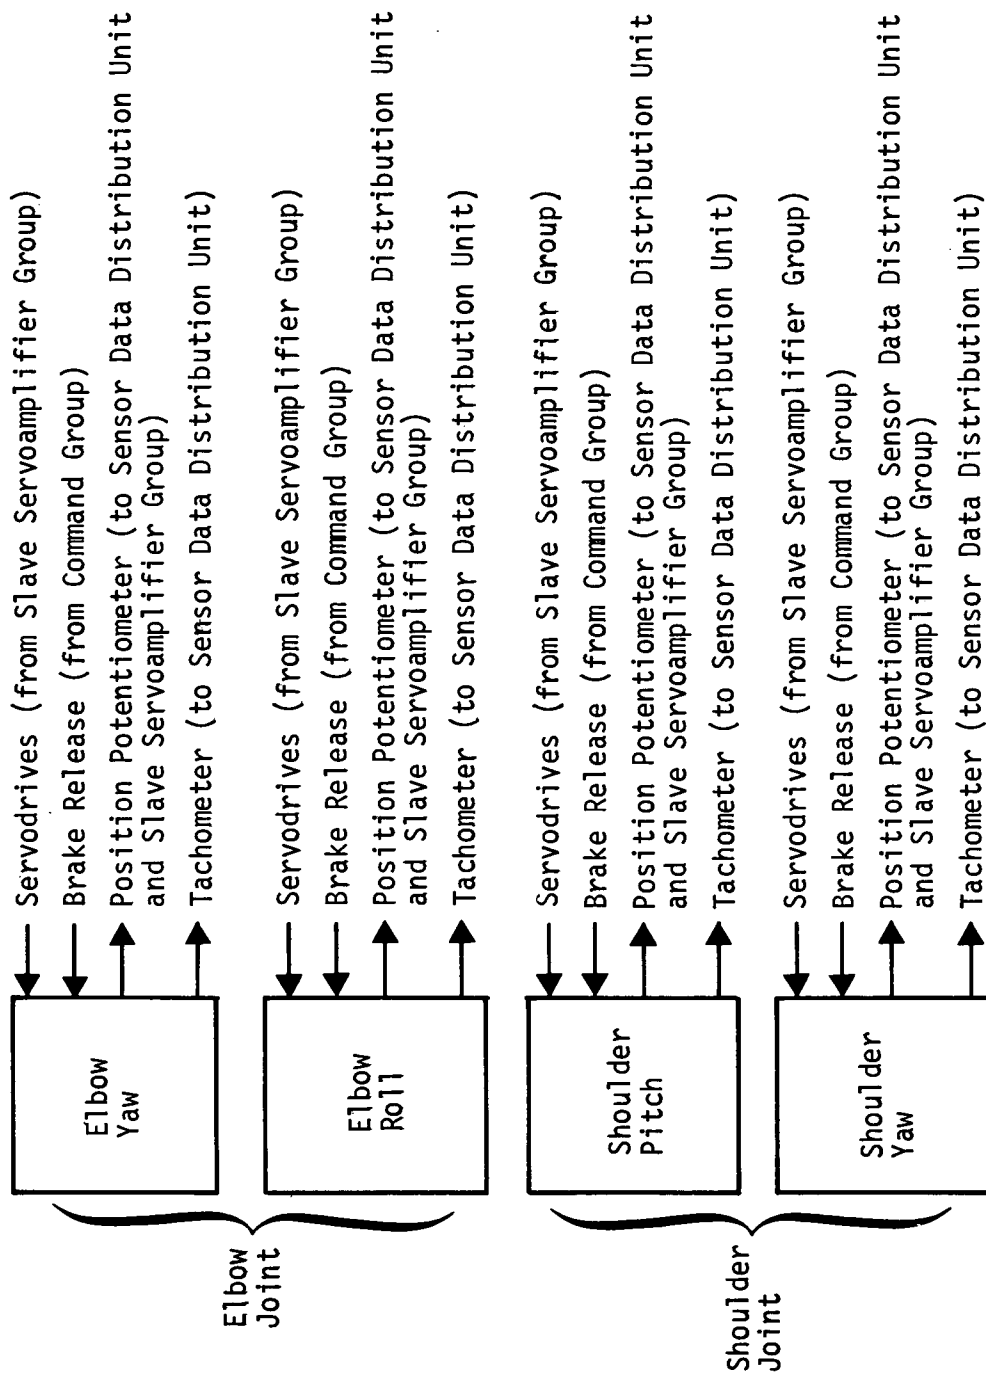 Elbow
Joint
Elbow
Yaw
Servodrives (from Slave Servoamplifier Group)
Brake Release (from Command Group)
Position Potentiometer (to Sensor Data Distribution Unit
and Slave Servoamplifier Group)
Tachometer (to Sensor Data Distribution Unit)
Elbow
Roll
Servodrives (from Slave Servoamplifier Group)
Brake Release (from Command Group)
Position Potentiometer (to Sensor Data Distribution Unit
and Slave Servoamplifier Group)
Tachometer (to Sensor Data Distribution Unit)
Shoulder
Joint
Shoulder
Pitch
Servodrives (from Slave Servoamplifier Group)
Brake Release (from Command Group)
Position Potentiometer (to Sensor Data Distribution Unit
and Slave Servoamplifier Group)
Tachometer (to Sensor Data Distribution Unit)
Shoulder
Yaw
Servodrives (from Slave Servoamplifier Group)
Brake Release (from Command Group)
Position Potentiometer (to Sensor Data Distribution Unit
and Slave Servoamplifier Group)
Tachometer (to Sensor Data Distribution Unit)